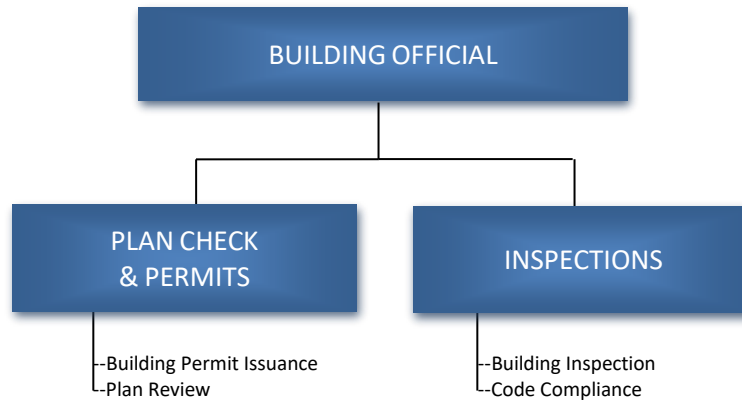 BUILDING OFFICIAL
PLAN CHECK
& PERMITS
INSPECTIONS
--Building Permit Issuance
--Plan Review
--Building Inspection
--Code Compliance